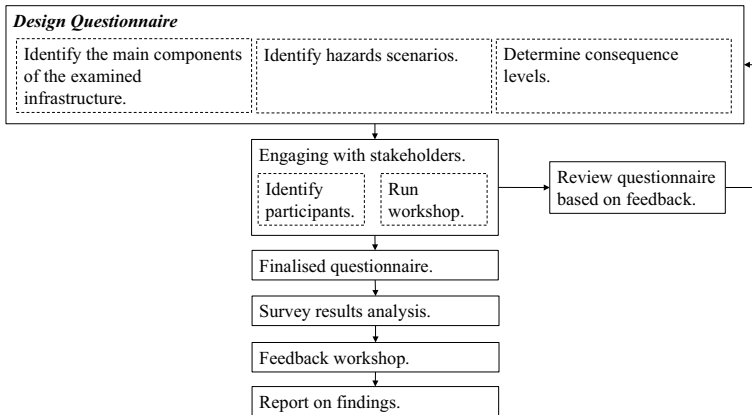 Design Questionnaire
Identify the main components
of the examined
infrastructure.
Identify hazards scenarios.
Determine consequence
levels.
Engaging with stakeholders.
Identify
participants.
Run
workshop.
Review questionnaire
based on feedback.
Finalised questionnaire.
Survey results analysis.
Feedback workshop.
Report on findings.